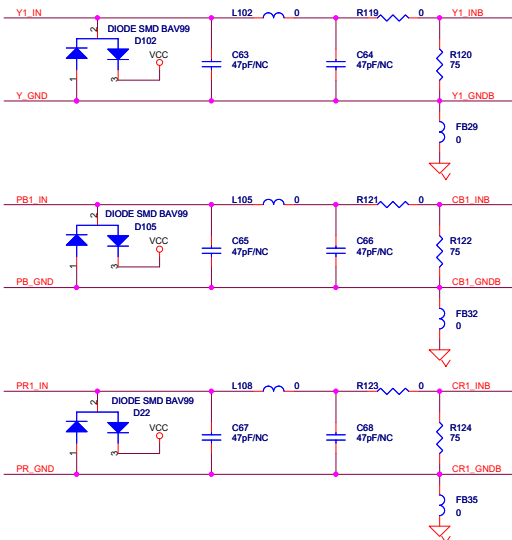 Y1_IN
L102
0
R119
0
Y1_INB
2
DIODE SMD BAV99
D102
VCC
C63
47pF/NC
C64
47pF/NC
R120
75
1
3
Y_GND
Y1_GNDB
FB29
0
PB1_IN
L105
0
R121
0
CB1_INB
2
DIODE SMD BAV99
D105
VCC
C65
47pF/NC
C66
47pF/NC
R122
75
1
3
PB_GND
CB1_GNDB
FB32
0
PR1_IN
L108
0
R123
0
CR1_INB
2
DIODE SMD BAV99
D22
VCC
C67
47pF/NC
C68
47pF/NC
R124
75
1
3
PR_GND
CR1_GNDB
FB35
0